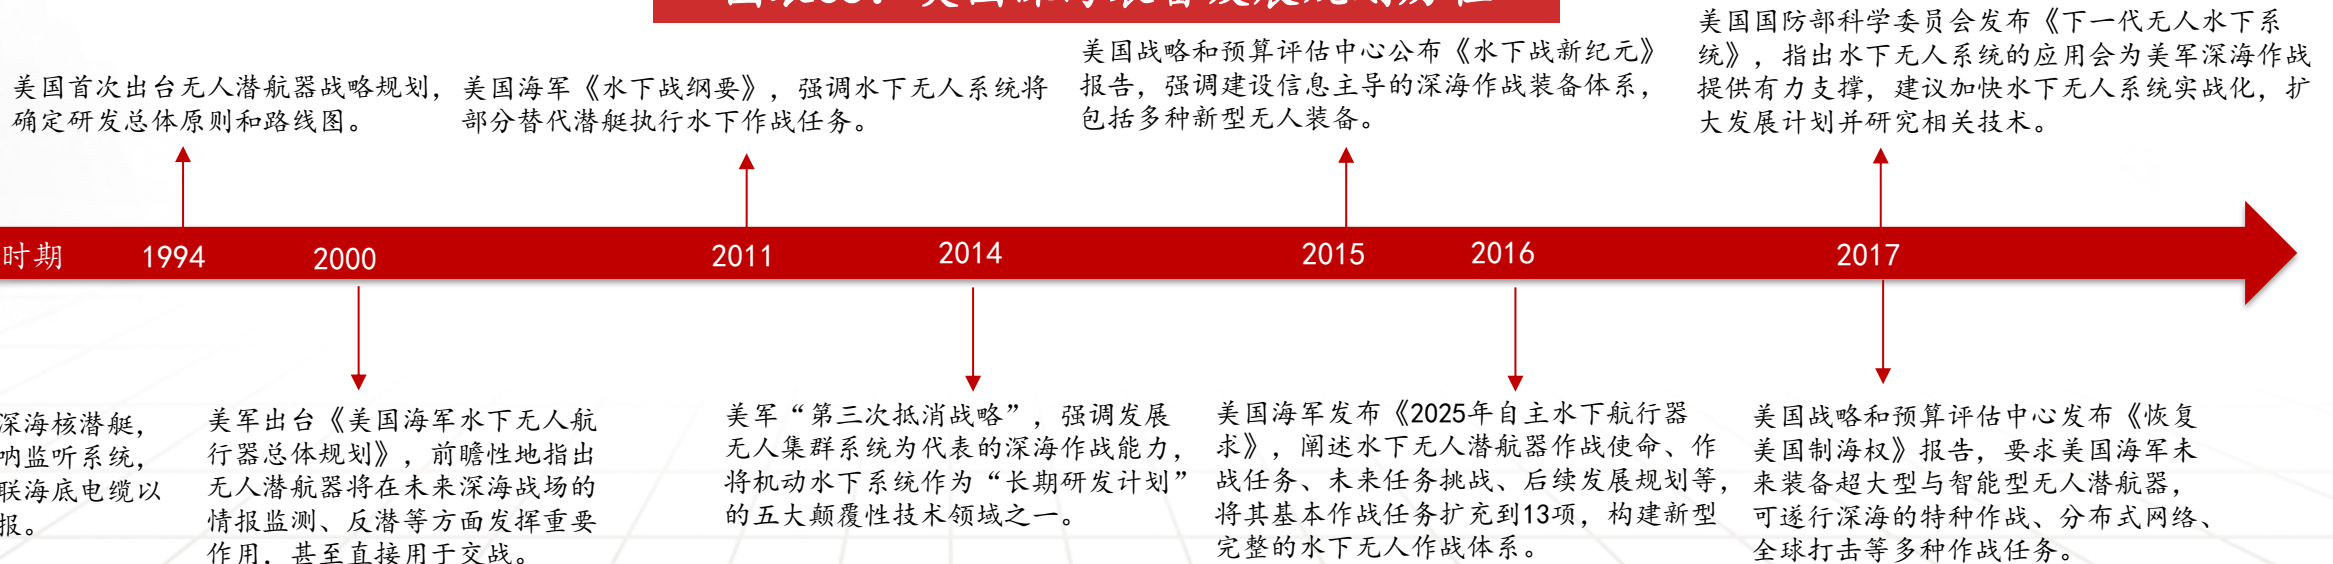 美国首次出台无人潜航器战略规划,
确定研发总体原则和路线图。
美国海军《水下战纲要》, 强调水下无人系统将
部分替代潜艇执行水下作战任务。
美国战略和预算评估中心公布《水下战新纪元》
报告, 强调建设信息主导的深海作战装备体系,
包括多种新型无人装备。
美国国防部科学委员会发布《下一代无人水下系
统》, 指出水下无人系统的应用会为美军深海作战
提供有力支撑, 建议加快水下无人系统实战化, 扩
大发展计划并研究相关技术。
时期 1994 2000 2011 2014 2015 2016 2017
深海核潜艇,
呐监听系统,
联海底电缆以
报。
美军出台《美国海军水下无人航
行器总体规划》, 前瞻性地指出
无人潜航器将在未来深海战场的
情报监测、反潜等方面发挥重要
作用, 甚至直接用于交战。
美军“第三次抵消战略”, 强调发展
无人集群系统为代表的深海作战能力,
将机动水下系统作为“长期研发计划”
的五大颠覆性技术领域之一。
美国海军发布《2025年自主水下航行器
求》, 阐述水下无人潜航器作战使命、作
战任务、未来任务挑战、后续发展规划等,
将其基本作战任务扩充到13项, 构建新型
完整的水下无人作战体系。
美国战略和预算评估中心发布《恢复
美国制海权》报告, 要求美国海军未
来装备超大型与智能型无人潜航器,
可遂行深海的特种作战、分布式网络、
全球打击等多种作战任务。